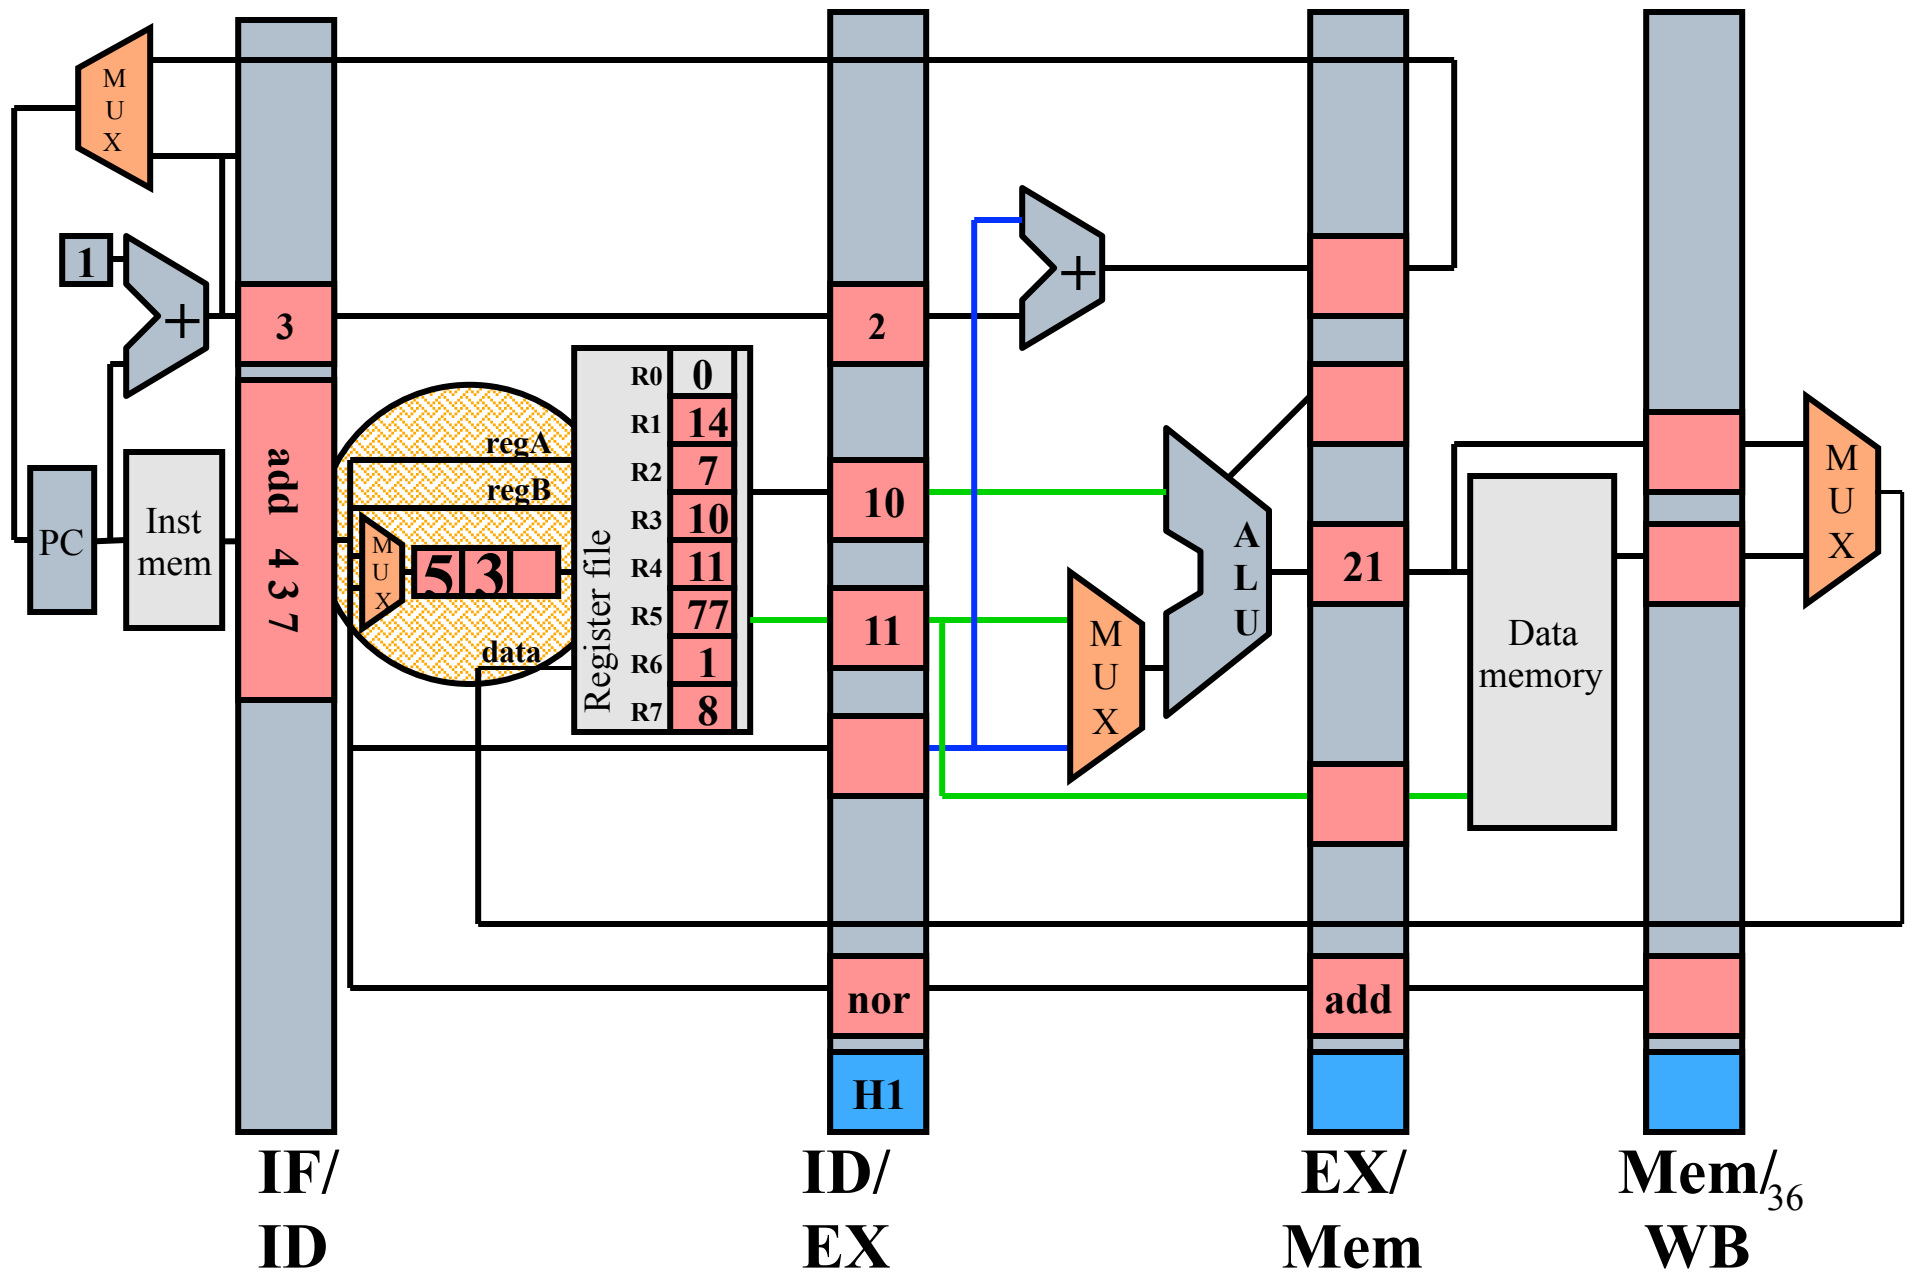 M
U
X
1
+
3
add 4 3 7
PC
Inst
mem
regA
regB
M
U
X
5 3
data
Register file
R0 0
R1 14
R2 7
R3 10
R4 11
R5 77
R6 1
R7 8
2
10
11
nor
H1
+
M
U
X
A
L
U
21
add
Data
memory
M
U
X
IF/
ID
ID/
EX
EX/
Mem
Mem/
WB
36